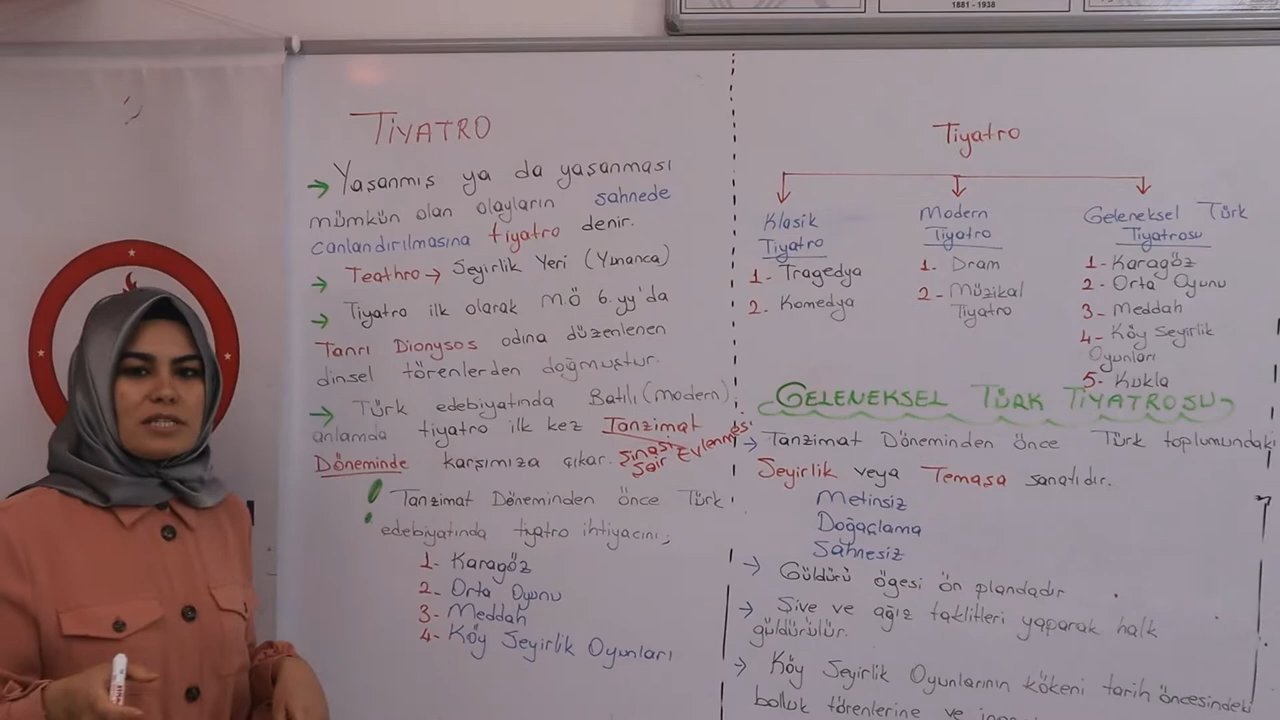 1881 - 1938
TİYATRO
→ Yaşanmış ya da yaşanması
mümkün olan olayların sahnede
canlandırılmasına tiyatro denir.
→ Teathro → Seyirlik Yeri (Yunanca)
→ Tiyatro ilk olarak MÖ 6.yy'da
Tanrı Dionysos adına düzenlenen
dinsel törenlerden doğmuştur.
→ Türk edebiyatında Batılı (modern)
anlamda tiyatro ilk kez Tanzimat
Döneminde karşımıza çıkar. Şinasi
Şair Evlenmesi
! Tanzimat Döneminden önce Türk
edebiyatında tiyatro ihtiyacını;
1- Karagöz
2- Orta Oyunu
3- Meddah
4- Köy Seyirlik Oyunları
Tiyatro
Klasik
Tiyatro
1- Tragedya
2. Komedya
Modern
Tiyatro
1. Dram
2- Müzikal
Tiyatro
Geleneksel Türk
Tiyatrosu
1- Karagöz
2- Orta Oyunu
3- Meddah
4- Köy Seyirlik
Oyunları
5- Kukla
GELENEKSEL TÜRK TİYATROSU
→ Tanzimat Döneminden önce Türk toplumundaki
Seyirlik veya Temaşa sanatıdır.
Metinsiz
Doğaçlama
Sahnesiz
→ Güldürü ögesi ön plandadır
→ Şive ve ağız taklitleri yaparak halk
güldürülür.
→ Köy Seyirlik Oyunlarının kökeni tarih öncesindeki
bolluk törenlerine ve